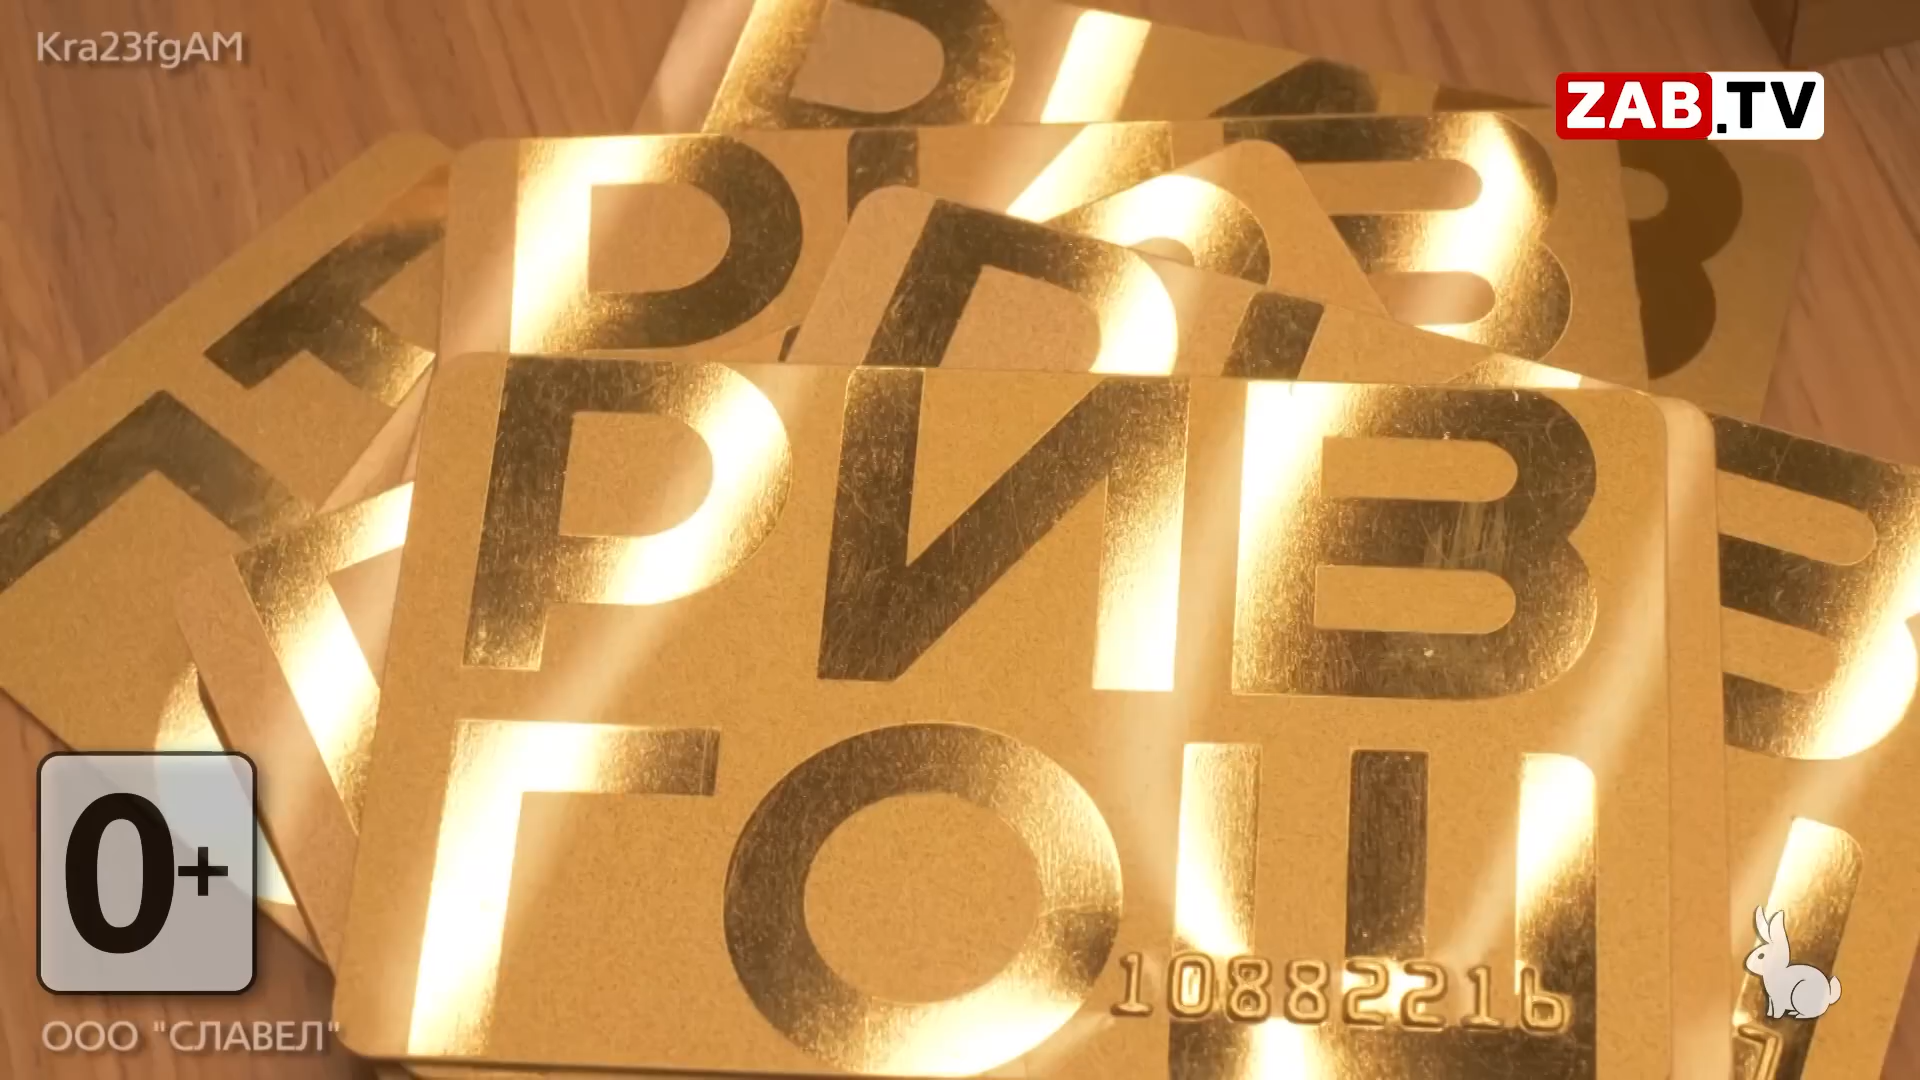 Kra23fgAM
ZAB.TV
РИВ
ГОШ
10882216
0+
ООО "СЛАВЕЛ"